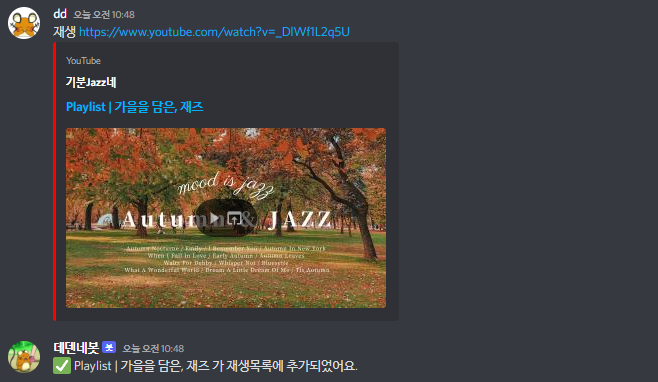 dd 오늘 오전 10:48
재생 https://www.youtube.com/watch?v=_DlWf1L2q5U
YouTube
기분Jazz네
Playlist | 가을을 담은, 재즈
mood is jazz
Autumn & JAZZ
Autumn Nocturne / Emily / I Remember You / Autumn In New York
When I Fall In Love / Early Autumn / Autumn Leaves
Waltz For Debby / Whisper Not / Bluesette
What A Wonderful World / Dream A Little Dream Of Me / Tis Autumn
데덴네봇 봇 오늘 오전 10:48
Playlist | 가을을 담은, 재즈 가 재생목록에 추가되었어요.